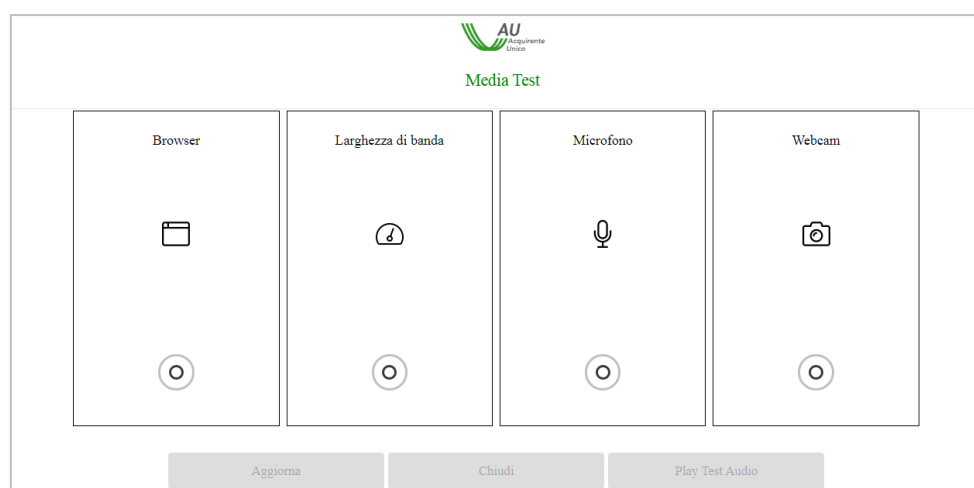 AU
Acquirente
Unico
Media Test
Browser
Larghezza di banda
Microfono
Webcam
Aggiorna
Chiudi
Play Test Audio